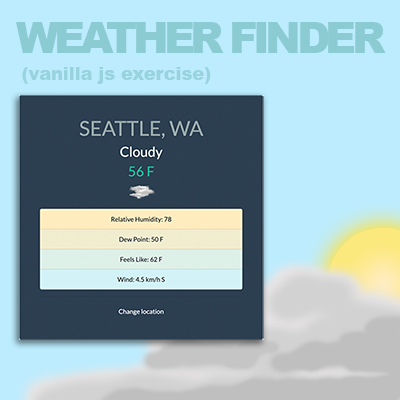 WEATHER FINDER
(vanilla js exercise)
SEATTLE, WA
Cloudy
56 F
Relative Humidity: 78
Dew Point: 50 F
Feels Like: 62 F
Wind: 4.5 km/h S
Change location